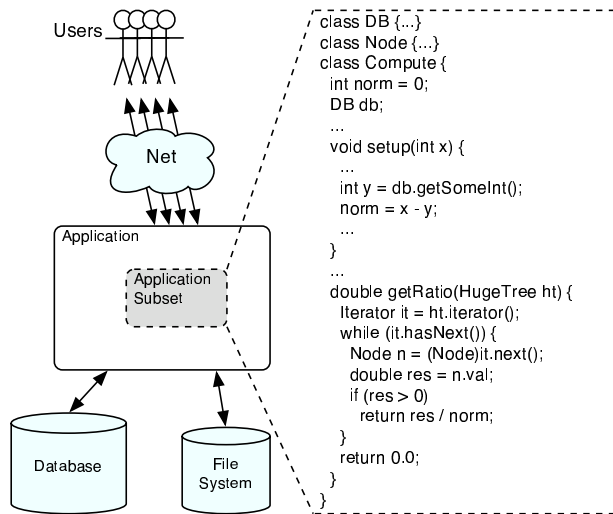 Users
Net
Application
Application
Subset
Database
File
System
class DB {...}
class Node {...}
class Compute {
int norm = 0;
DB db;
...
void setup(int x) {
...
int y = db.getSomeInt();
norm = x - y;
...
}
...
double getRatio(HugeTree ht) {
Iterator it = ht.iterator();
while (it.hasNext()) {
Node n = (Node)it.next();
double res = n.val;
if (res > 0)
return res / norm;
}
return 0.0;
}
}